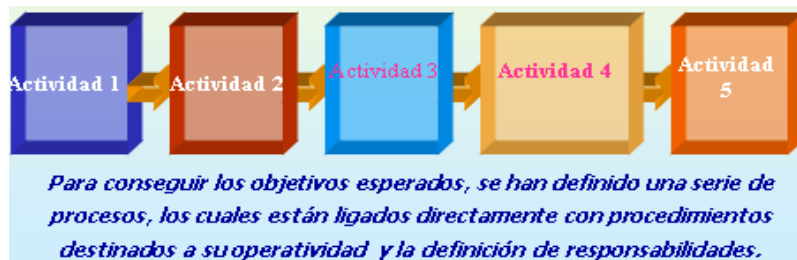 Actividad 1
Actividad 2
Actividad 3
Actividad 4
Actividad
5
Para conseguir los objetivos esperados, se han definido una serie de
procesos, los cuales están ligados directamente con procedimientos
destinados a su operatividad y la definición de responsabilidades.